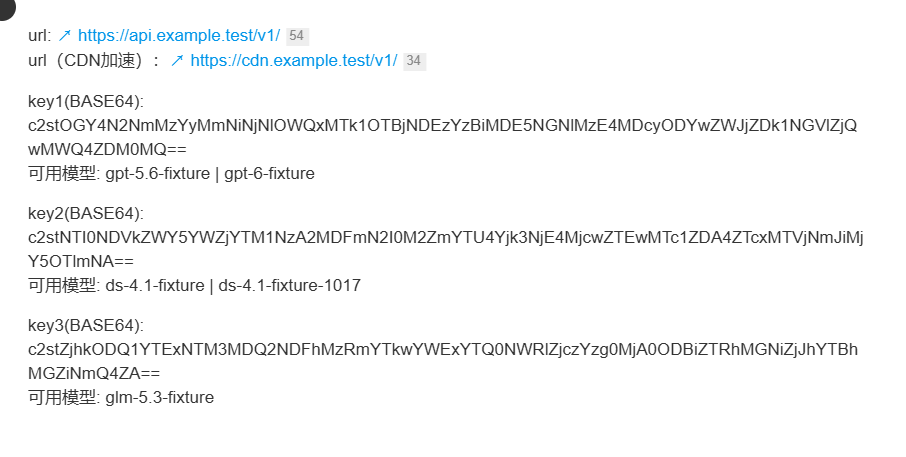 url: https://api.example.test/v1/ 54
url（CDN加速）： https://cdn.example.test/v1/ 34
key1(BASE64):
c2stOGY4N2NmMzYyMmNiNjNlOWQxMTk1OTBjNDEzYzBiMDE5NGNlMzE4MDcyODYwZWJjZDk1NGVlZjQ
wMWQ4ZDM0MQ==
可用模型: gpt-5.6-fixture | gpt-6-fixture
key2(BASE64):
c2stNTI0NDVkZWY5YWZjYTM1NzA2MDFmN2I0M2ZmYTU4Yjk3NjE4MjcwZTEwMTc1ZDA4ZTcxMTVjNmJiMj
Y5OTlmNA==
可用模型: ds-4.1-fixture | ds-4.1-fixture-1017
key3(BASE64):
c2stZjhkODQ1YTExNTM3MDQ2NDFhMzRmYTkwYWExYTQ0NWRlZjczYzg0MjA0ODBiZTRhMGNiZjJhYTBh
MGZiNmQ4ZA==
可用模型: glm-5.3-fixture